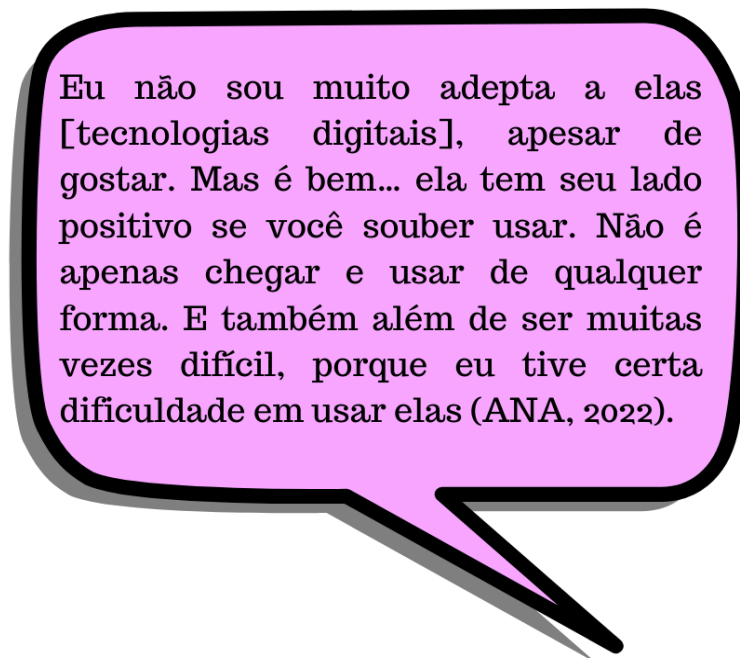 Eu não sou muito adepta a elas
[tecnologias digitais], apesar de
gostar. Mas é bem... ela tem seu lado
positivo se você souber usar. Não é
apenas chegar e usar de qualquer
forma. E também além de ser muitas
vezes difícil, porque eu tive certa
dificuldade em usar elas (ANA, 2022).